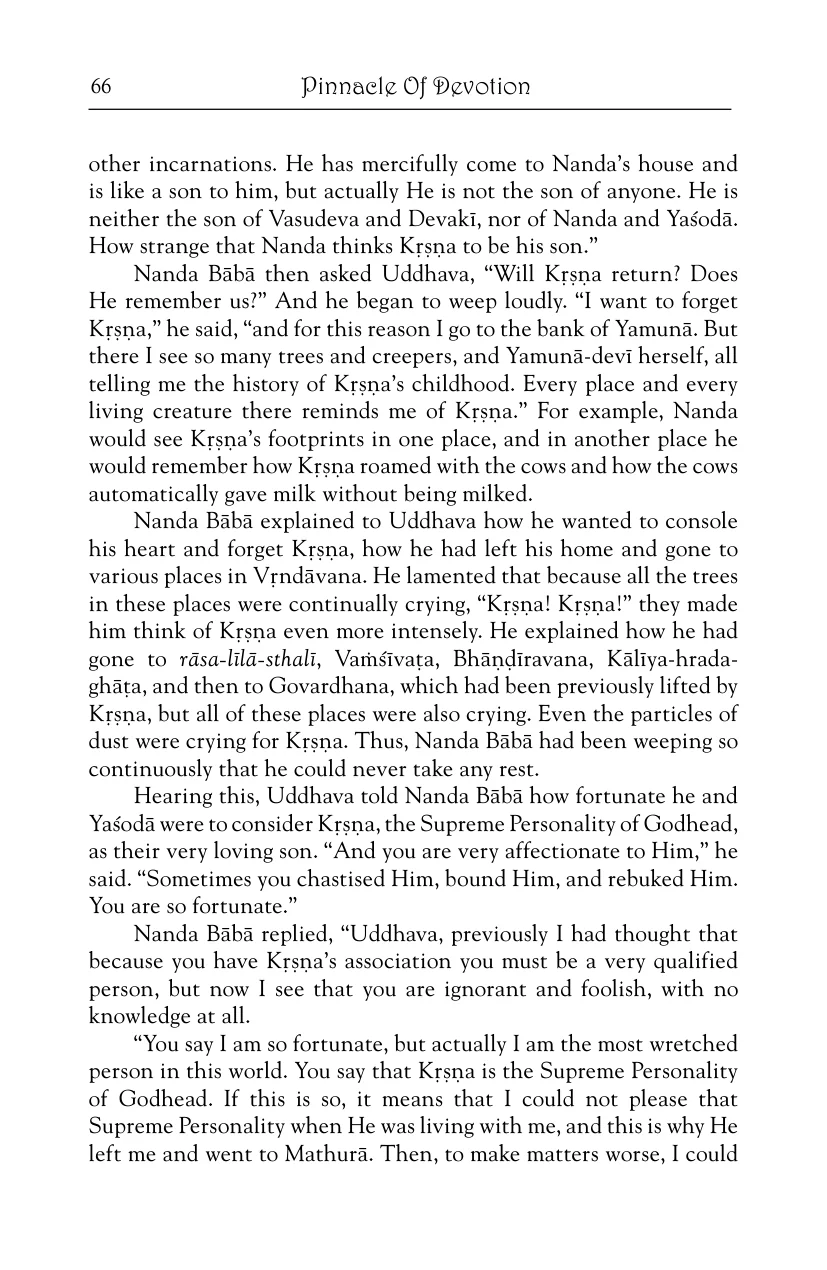 66
Pinnacle Of Devotion
other incarnations. He has mercifully come to Nanda’s house and
is like a son to him, but actually He is not the son of anyone. He is
neither the son of Vasudeva and Devakī, nor of Nanda and Yaśodā.
How strange that Nanda thinks Kṛṣṇa to be his son.”
Nanda Bābā then asked Uddhava, “Will Kṛṣṇa return? Does
He remember us?” And he began to weep loudly. “I want to forget
Kṛṣṇa,” he said, “and for this reason I go to the bank of Yamunā. But
there I see so many trees and creepers, and Yamunā-devī herself, all
telling me the history of Kṛṣṇa’s childhood. Every place and every
living creature there reminds me of Kṛṣṇa.” For example, Nanda
would see Kṛṣṇa’s footprints in one place, and in another place he
would remember how Kṛṣṇa roamed with the cows and how the cows
automatically gave milk without being milked.
Nanda Bābā explained to Uddhava how he wanted to console
his heart and forget Kṛṣṇa, how he had left his home and gone to
various places in Vṛndāvana. He lamented that because all the trees
in these places were continually crying, “Kṛṣṇa! Kṛṣṇa!” they made
him think of Kṛṣṇa even more intensely. He explained how he had
gone to rāsa-līlā-sthalī, Vaṁśīvaṭa, Bhāṇḍīravana, Kālīya-hrada-
ghāṭa, and then to Govardhana, which had been previously lifted by
Kṛṣṇa, but all of these places were also crying. Even the particles of
dust were crying for Kṛṣṇa. Thus, Nanda Bābā had been weeping so
continuously that he could never take any rest.
Hearing this, Uddhava told Nanda Bābā how fortunate he and
Yaśodā were to consider Kṛṣṇa, the Supreme Personality of Godhead,
as their very loving son. “And you are very affectionate to Him,” he
said. “Sometimes you chastised Him, bound Him, and rebuked Him.
You are so fortunate.”
Nanda Bābā replied, “Uddhava, previously I had thought that
because you have Kṛṣṇa’s association you must be a very qualified
person, but now I see that you are ignorant and foolish, with no
knowledge at all.
“You say I am so fortunate, but actually I am the most wretched
person in this world. You say that Kṛṣṇa is the Supreme Personality
of Godhead. If this is so, it means that I could not please that
Supreme Personality when He was living with me, and this is why He
left me and went to Mathurā. Then, to make matters worse, I could